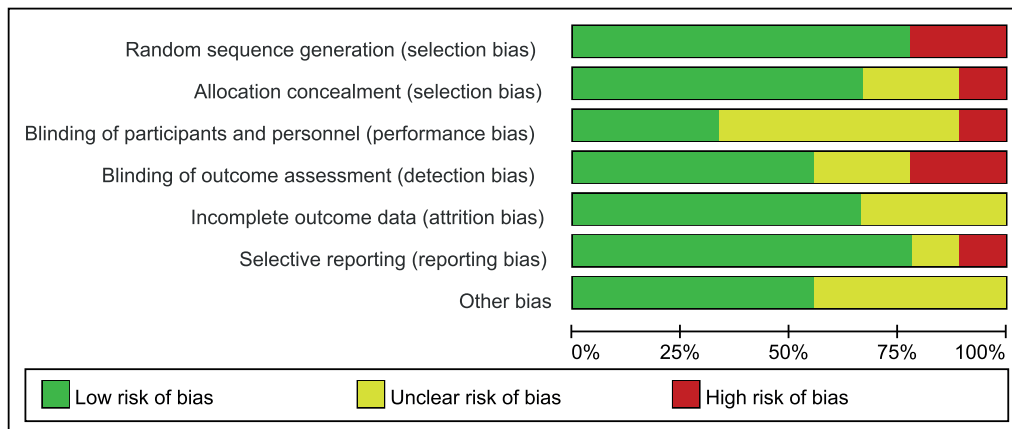 Random sequence generation (selection bias)
Allocation concealment (selection bias)
Blinding of participants and personnel (performance bias)
Blinding of outcome assessment (detection bias)
Incomplete outcome data (attrition bias)
Selective reporting (reporting bias)
Other bias
0% 25% 50% 75% 100%
Low risk of bias Unclear risk of bias High risk of bias